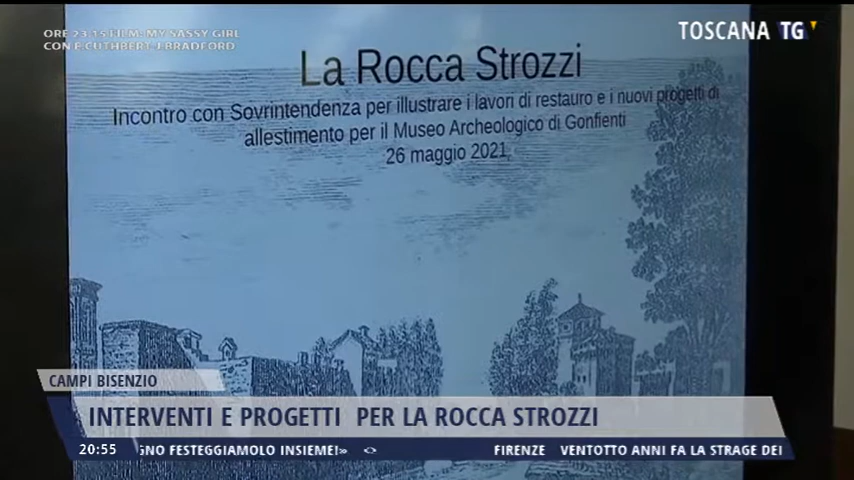 ORE 23.15 FILM: MY SASSY GIRL
CON E.CUTHBERT-J.BRADFORD
TOSCANA TG
La Rocca Strozzi
Incontro con Sovrintendenza per illustrare i lavori di restauro e i nuovi progetti di
allestimento per il Museo Archeologico di Gonfienti
26 maggio 2021
CAMPI BISENZIO
INTERVENTI E PROGETTI PER LA ROCCA STROZZI
20:55 GNO FESTEGGIAMOLO INSIEME!» <> FIRENZE VENTOTTO ANNI FA LA STRAGE DEI